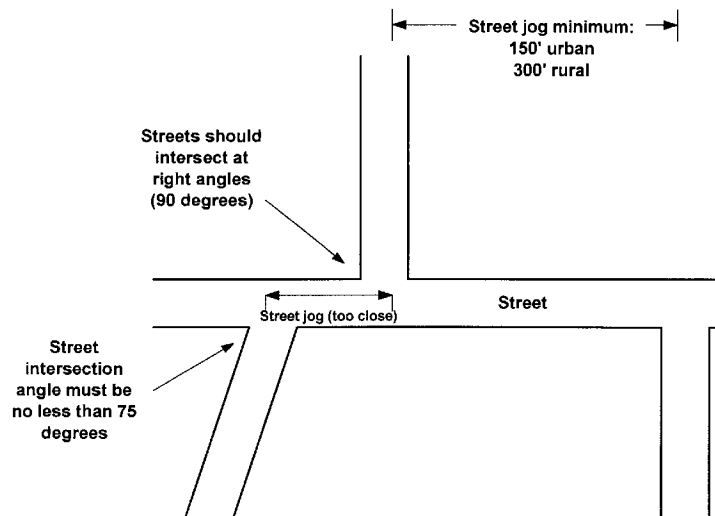 Street jog minimum:
150' urban
300' rural
Streets should
intersect at
right angles
(90 degrees)
Street
Street jog (too close)
Street
intersection
angle must be
no less than 75
degrees